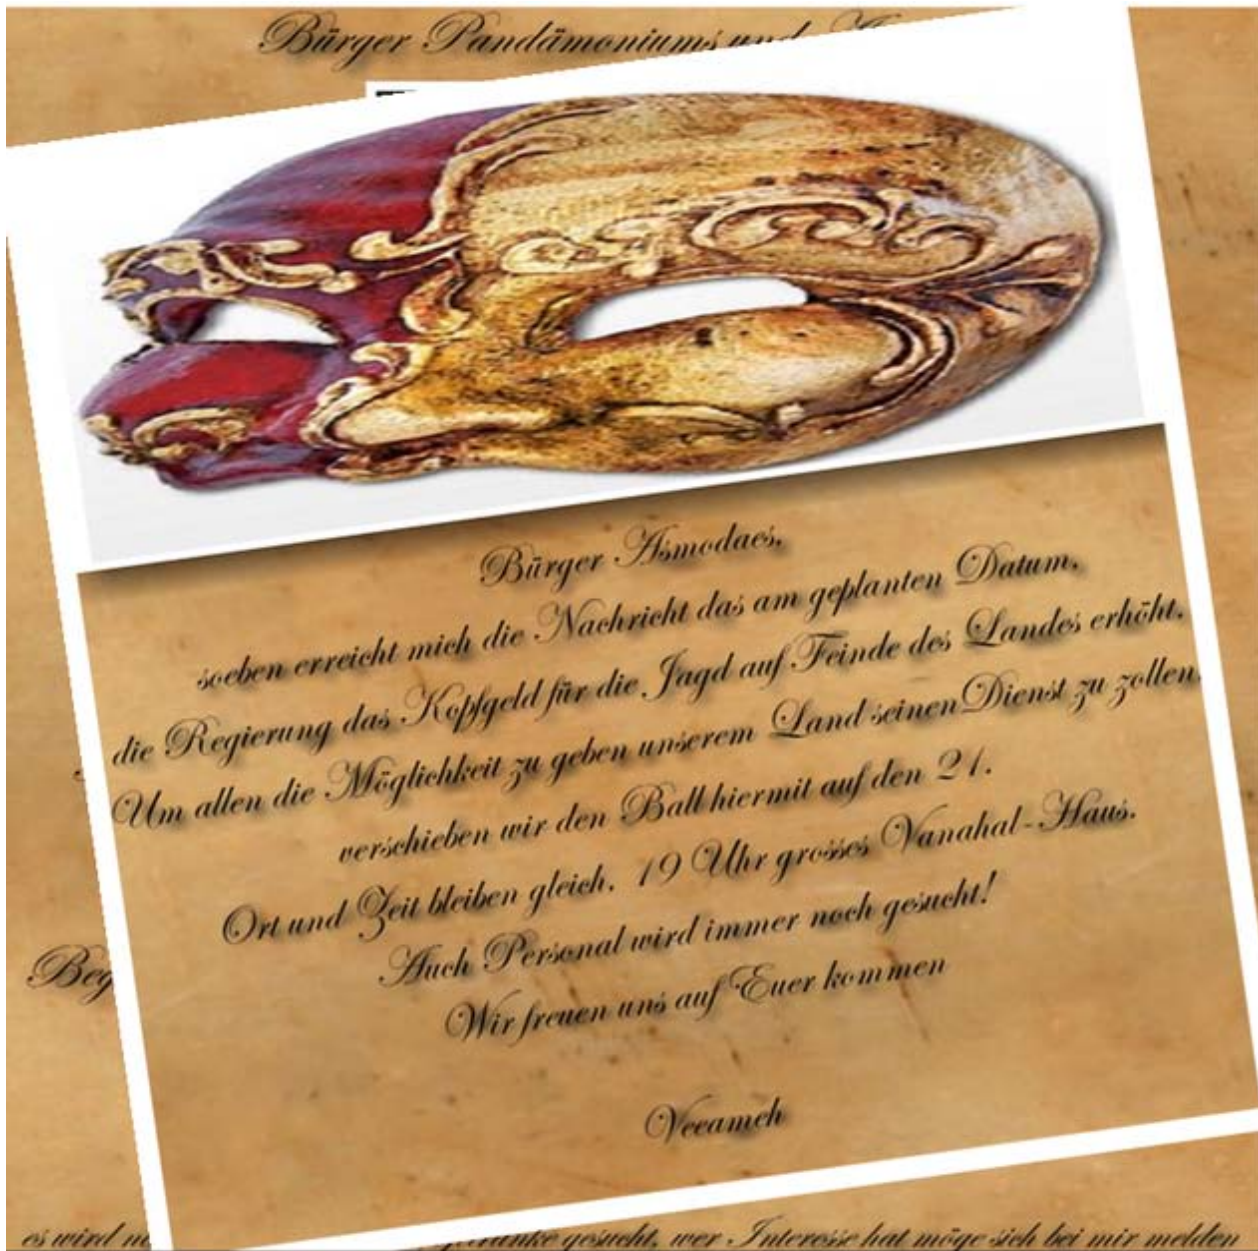 Bürger Pandämoniums und
Bürger Asmodaes,
soeben erreicht mich die Nachricht das am geplanten Datum,
die Regierung das Kopfgeld für die Jagd auf Feinde des Landes erhöht.
Um allen die Möglichkeit zu geben unserem Land seinen Dienst zu zollen,
verschieben wir den Ball hiermit auf den 21.
Ort und Zeit bleiben gleich, 19 Uhr grosses Vanahal-Haus.
Auch Personal wird immer noch gesucht!
Wir freuen uns auf Euer kommen
Veeameh
es wird gesucht, wer Interesse hat möge sich bei mir melden